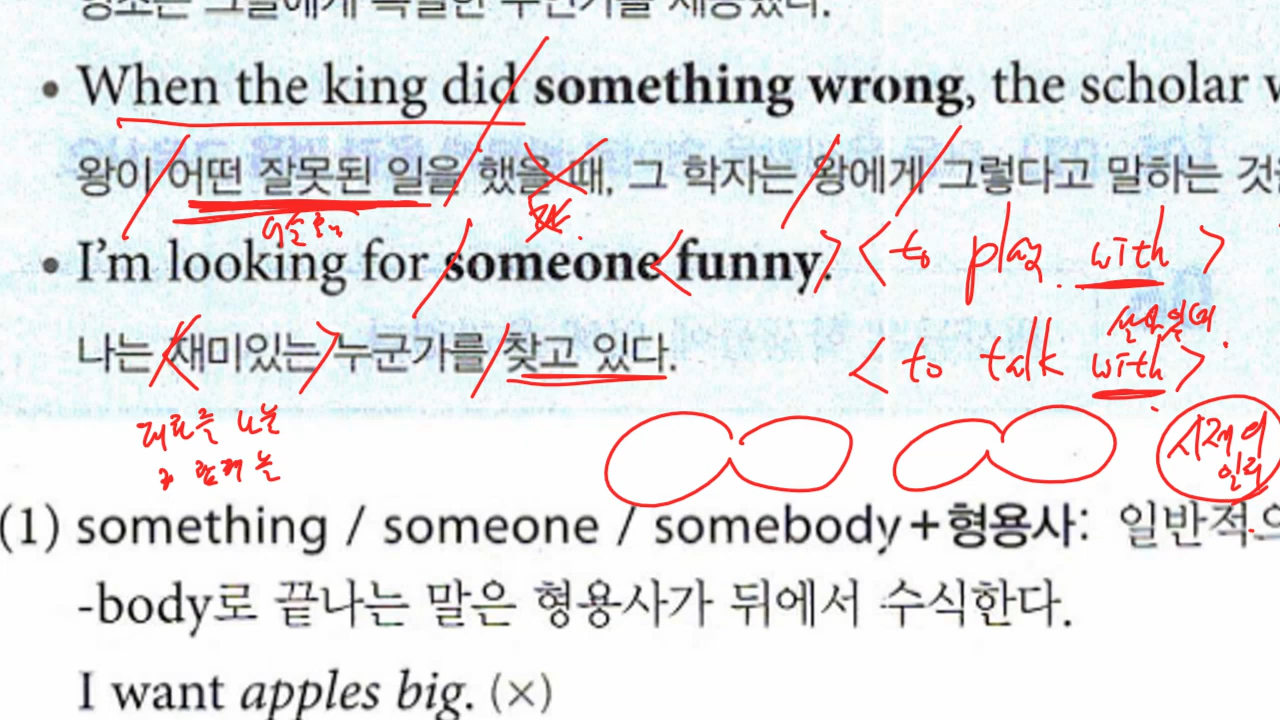 • When the king did something wrong, the scholar w
왕이 어떤 잘못된 일을 했을 때, 그 학자는 왕에게 그렇다고 말하는 것
• I'm looking for someone funny. <to play with>
나는 재미있는 누군가를 찾고 있다. <to talk with>
시제의
일치
(1) something / someone / somebody+형용사: 일반적으
-body로 끝나는 말은 형용사가 뒤에서 수식한다.
I want apples big. (×)